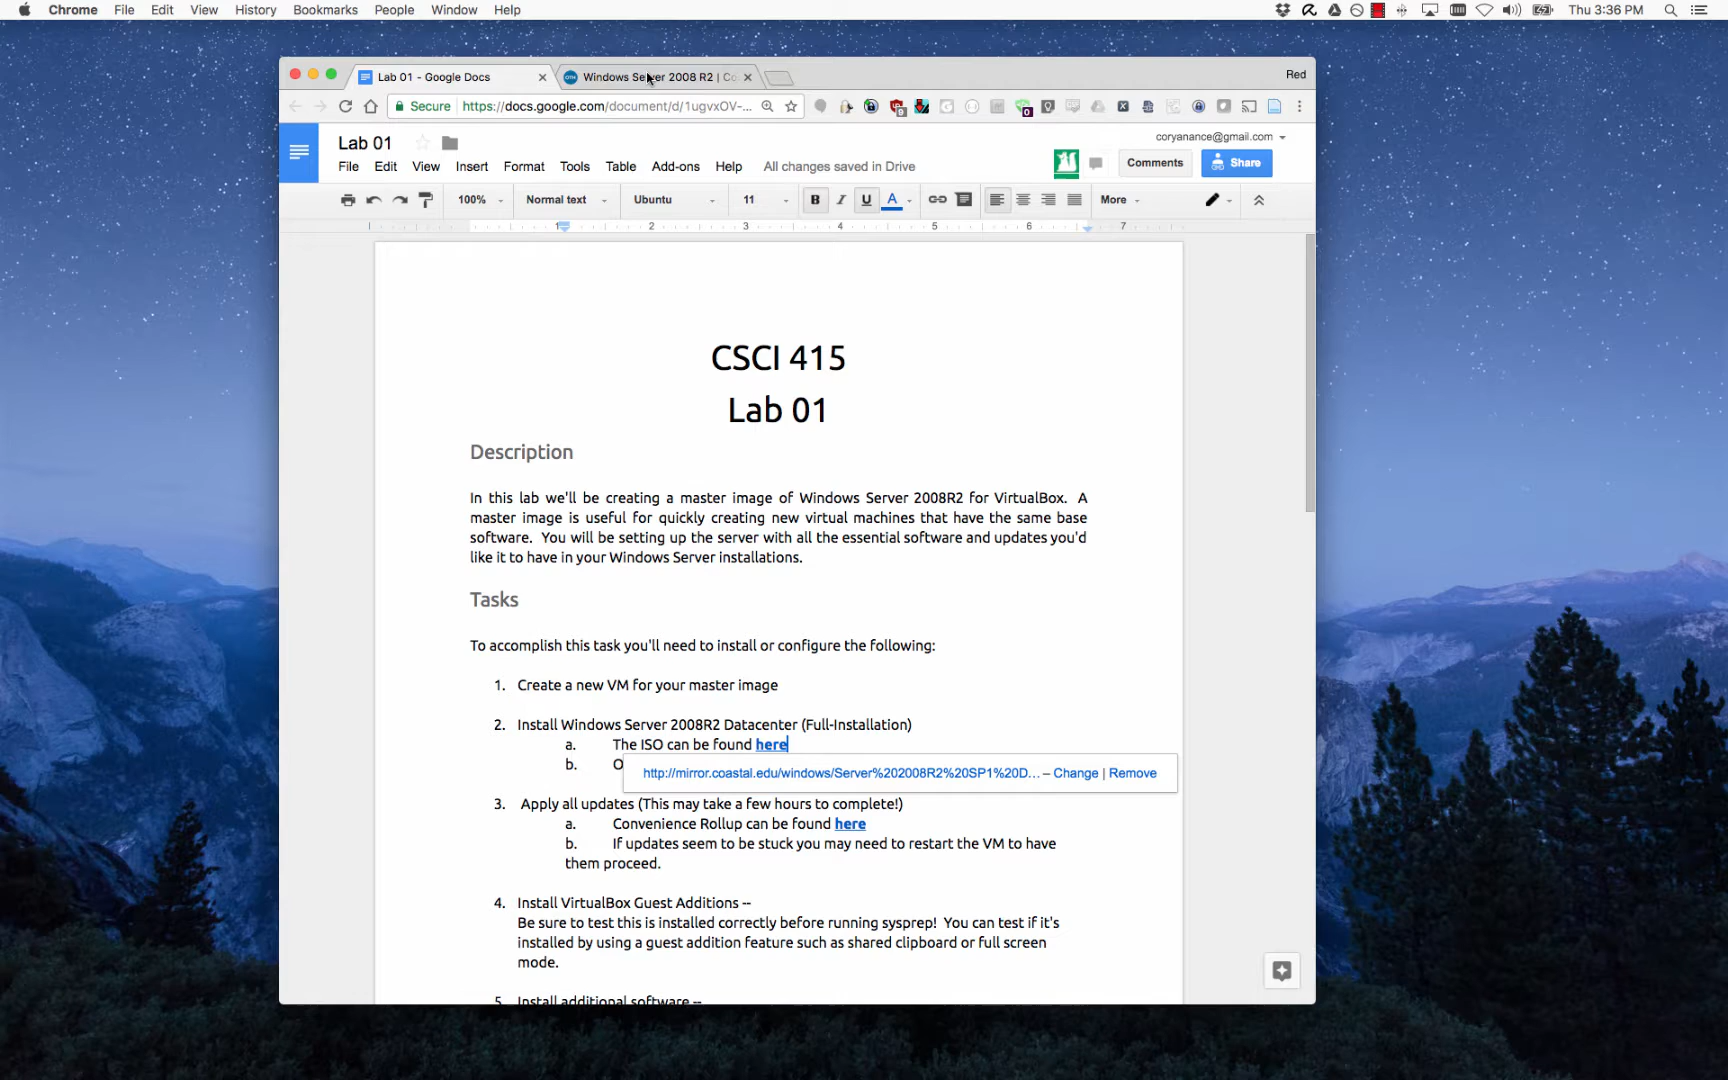 Chrome File Edit View History Bookmarks People Window Help Thu 3:36 PM
Lab 01 - Google Docs Windows Server 2008 R2 | Co Red
Secure https://docs.google.com/document/d/1ugvxOV-...
Lab 01 coryanance@gmail.com
File Edit View Insert Format Tools Table Add-ons Help All changes saved in Drive Comments Share
100% Normal text Ubuntu 11 B I U A More
1 2 3 4 5 6 7
CSCI 415
Lab 01
Description
In this lab we'll be creating a master image of Windows Server 2008R2 for VirtualBox. A
master image is useful for quickly creating new virtual machines that have the same base
software. You will be setting up the server with all the essential software and updates you'd
like it to have in your Windows Server installations.
Tasks
To accomplish this task you'll need to install or configure the following:
1. Create a new VM for your master image
2. Install Windows Server 2008R2 Datacenter (Full-Installation)
a. The ISO can be found here
b. O
http://mirror.coastal.edu/windows/Server%202008R2%20SP1%20D... – Change | Remove
3. Apply all updates (This may take a few hours to complete!)
a. Convenience Rollup can be found here
b. If updates seem to be stuck you may need to restart the VM to have
them proceed.
4. Install VirtualBox Guest Additions --
Be sure to test this is installed correctly before running sysprep! You can test if it's
installed by using a guest addition feature such as shared clipboard or full screen
mode.
5. Install additional software --